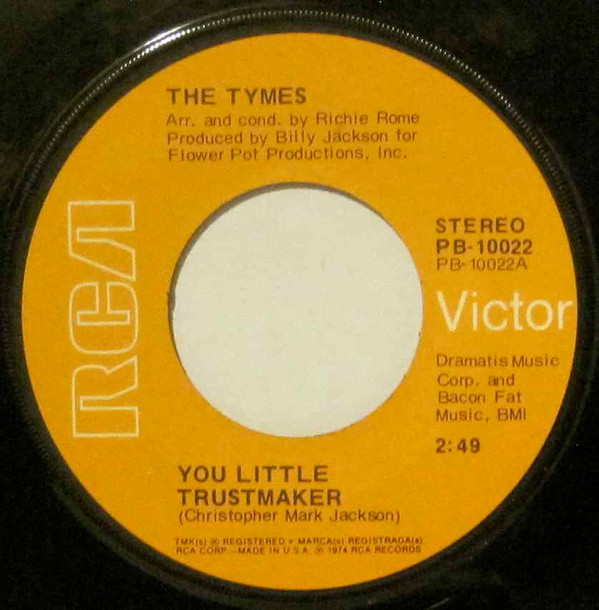 THE TYMES
Arr. and cond. by Richie Rome
Produced by Billy Jackson for
Flower Pot Productions, Inc.
RCA
STEREO
PB-10022
PB-10022A
Victor
Dramatis Music
Corp. and
Bacon Fat
Music, BMI
2:49
YOU LITTLE
TRUSTMAKER
(Christopher Mark Jackson)
TMK(s) ® REGISTERED • MARCA(s) REGISTRADA(s)
RCA CORP.—MADE IN U.S.A. ℗ 1974 RCA RECORDS